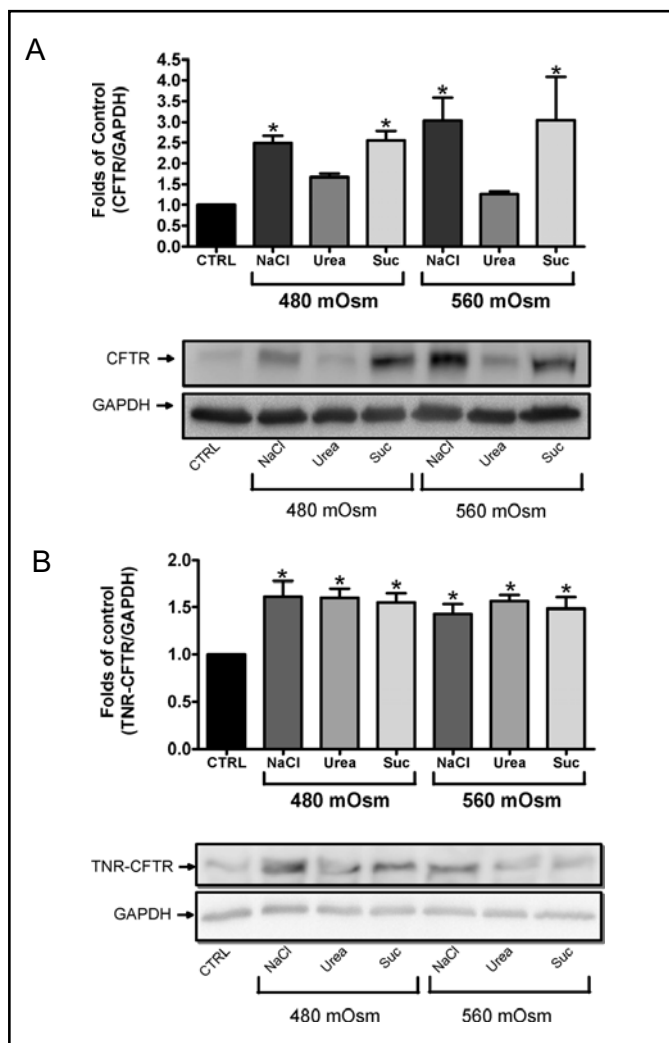 A
Folds of Control
(CFTR/GAPDH)
4.5
4.0
3.5
3.0
2.5
2.0
1.5
1.0
0.5
0.0
* * * *
CTRL NaCl Urea Suc NaCl Urea Suc
480 mOsm 560 mOsm
CFTR
GAPDH
CTRL NaCl Urea Suc NaCl Urea Suc
480 mOsm 560 mOsm
B
Folds of control
(TNR-CFTR/GAPDH)
2.0
1.5
1.0
0.5
0.0
* * * * * *
CTRL NaCl Urea Suc NaCl Urea Suc
480 mOsm 560 mOsm
TNR-CFTR
GAPDH
CTRL NaCl Urea Suc NaCl Urea Suc
480 mOsm 560 mOsm